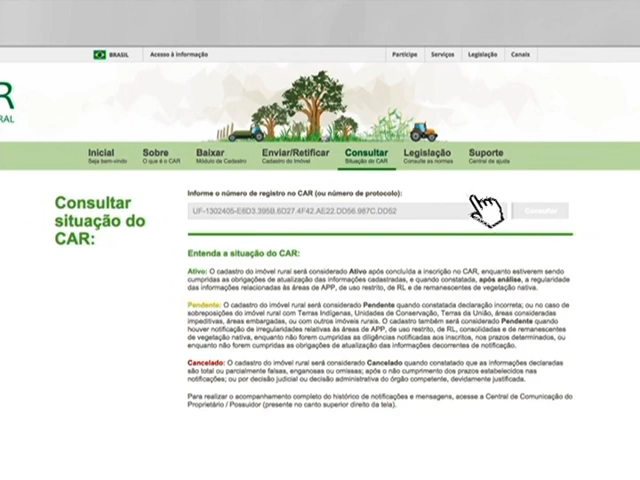 BRASIL Acesso à informação Participe Serviços Legislação Canais
R
RAL
Inicial Sobre Baixar Enviar/Retificar Consultar Legislação Suporte
Seja bem-vindo O que é o CAR Módulo de Cadastro Cadastro do Imóvel Situação do CAR Consulte as normas Central de ajuda
Consultar
situação do
CAR:
Informe o número de registro no CAR (ou número de protocolo):
UF-1302405-E6D3.395B.6D27.4F42.AE22.DD56.987C.DD52 Consultar
Entenda a situação do CAR:
Ativo: O cadastro do imóvel rural será considerado Ativo após concluída a inscrição no CAR, enquanto estiverem sendo
cumpridas as obrigações de atualização das informações cadastradas, e quando constatada, após análise, a regularidade
das informações relacionadas às áreas de APP, de uso restrito, de RL e de remanescentes de vegetação nativa.
Pendente: O cadastro do imóvel rural será considerado Pendente quando constatada declaração incorreta; ou no caso de
sobreposições do imóvel rural com Terras Indígenas, Unidades de Conservação, Terras da União, áreas consideradas
impeditivas, áreas embargadas, ou com outros imóveis rurais. O cadastro também será considerado Pendente quando
houver notificação de irregularidades relativas às áreas de APP, de uso restrito, de RL, consolidadas e de remanescentes
de vegetação nativa, enquanto não forem cumpridas as diligências notificadas aos inscritos, nos prazos determinados, ou
enquanto não forem cumpridas as obrigações de atualização das informações decorrentes de notificação.
Cancelado: O cadastro do imóvel rural será considerado Cancelado quando constatado que as informações declaradas
são total ou parcialmente falsas, enganosas ou omissas; após o não cumprimento dos prazos estabelecidos nas
notificações; ou por decisão judicial ou decisão administrativa do órgão competente, devidamente justificada.
Para realizar o acompanhamento completo do histórico de notificações e mensagens, acesse a Central de Comunicação do
Proprietário / Possuidor (presente no canto superior direito da tela).